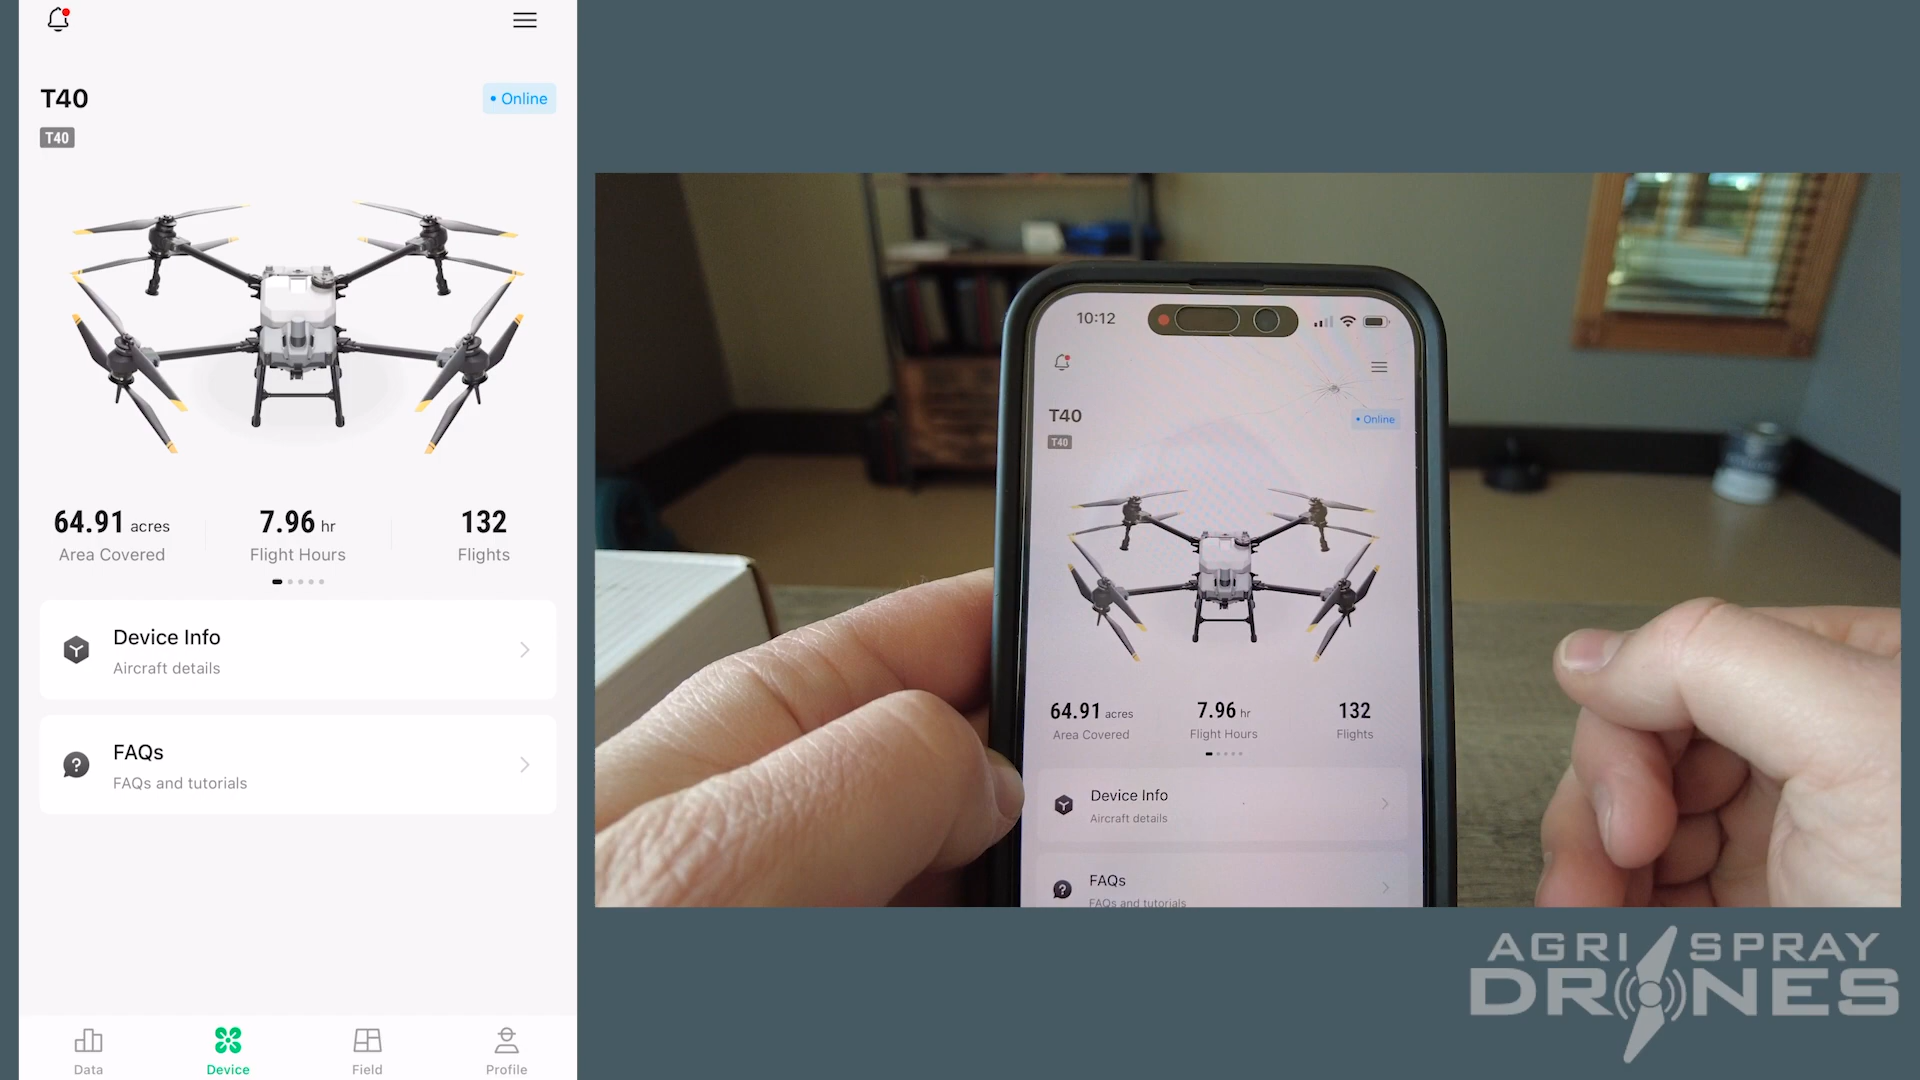 T40
• Online
T40
64.91 acres
Area Covered
7.96 hr
Flight Hours
132
Flights
Device Info
Aircraft details
FAQs
FAQs and tutorials
Data
Device
Field
Profile
10:12
T40
• Online
T40
64.91 acres
Area Covered
7.96 hr
Flight Hours
132
Flights
Device Info
Aircraft details
FAQs
FAQs and tutorials
AGRI SPRAY
DRONES